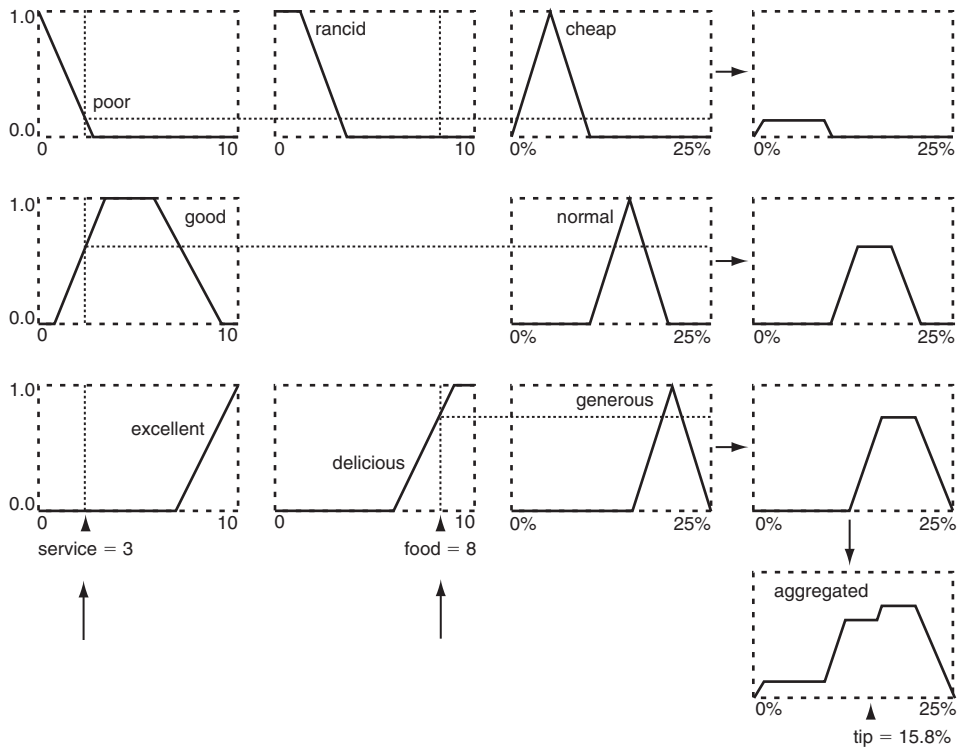 1.0
rancid
cheap
poor
0.0
0 10
10
0% 25%
0% 25%
1.0
good
normal
0.0
0 10
0% 25%
0% 25%
1.0
generous
excellent
delicious
0.0
0 10
10
0% 25%
0% 25%
service = 3
food = 8
aggregated
0% 25%
tip = 15.8%